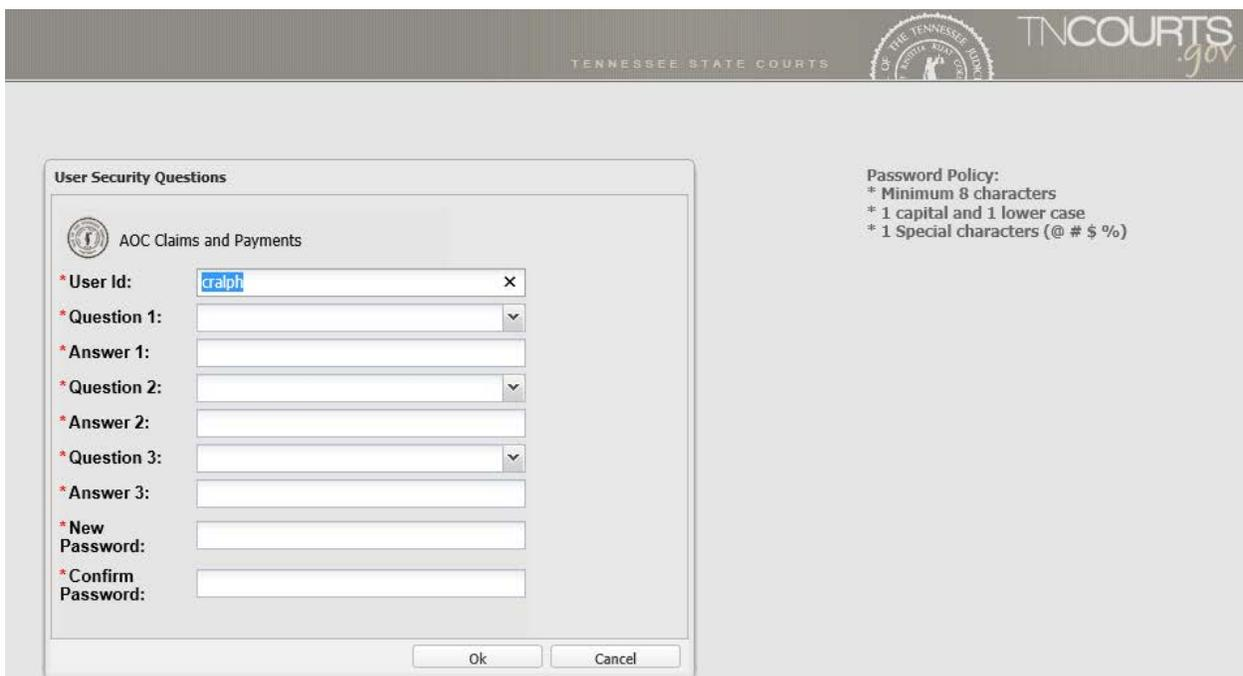 TENNESSEE STATE COURTS
TNCOURTS
.gov
User Security Questions
AOC Claims and Payments
*User Id: cralph
*Question 1:
*Answer 1:
*Question 2:
*Answer 2:
*Question 3:
*Answer 3:
*New
Password:
*Confirm
Password:
Ok Cancel
Password Policy:
* Minimum 8 characters
* 1 capital and 1 lower case
* 1 Special characters (@ # $ %)